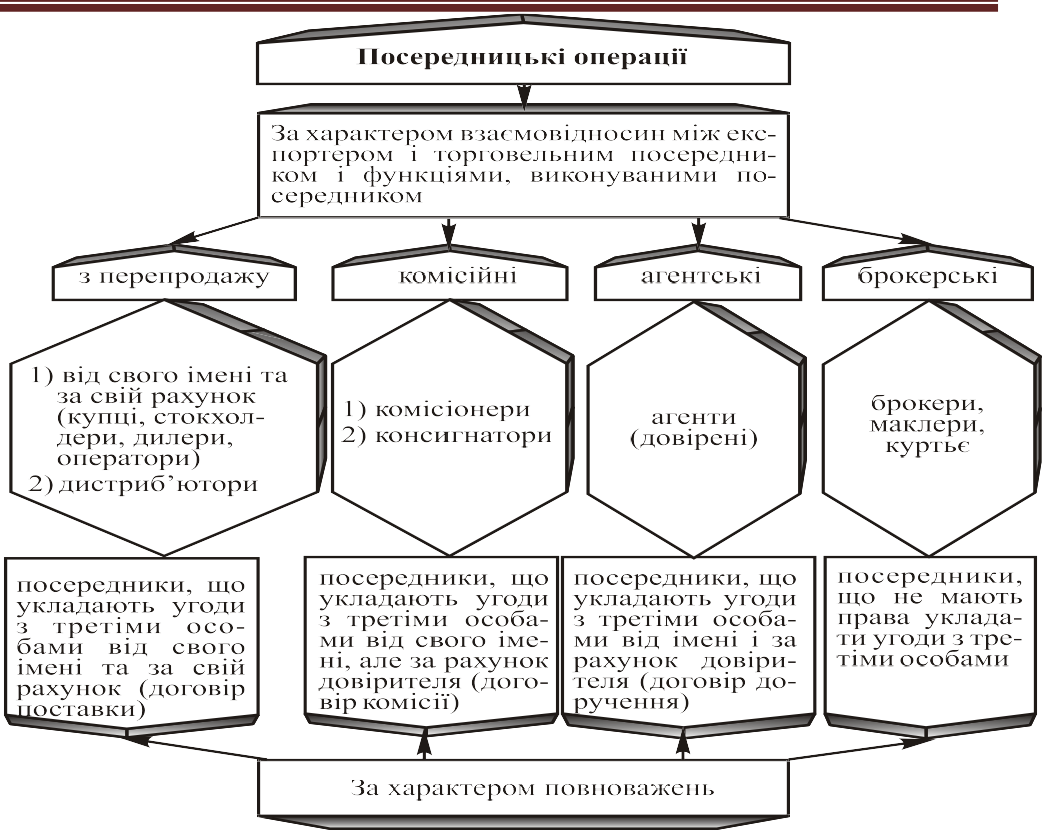 Посередницькі операції
За характером взаємовідносин між екс-
портером і торговельним посередни-
ком і функціями, виконуваними по-
середником
з перепродажу
комісійні
агентські
брокерські
1) від свого імені та
за свій рахунок
(купці, стокхол-
дери, дилери,
оператори)
2) дистриб’ютори
1) комісіонери
2) консигнатори
агенти
(довірені)
брокери,
маклери,
куртьє
посередники, що
укладають угоди
з третіми осо-
бами від свого
імені та за свій
рахунок (договір
поставки)
посередники, що
укладають угоди
з третіми особа-
ми від свого іме-
ні, але за рахунок
довірителя (дого-
вір комісії)
посередники, що
укладають угоди
з третіми особа-
ми від імені і за
рахунок довіри-
теля (договір до-
ручення)
посередники,
що не мають
права уклада-
ти угоди з тре-
тіми особами
За характером повноважень